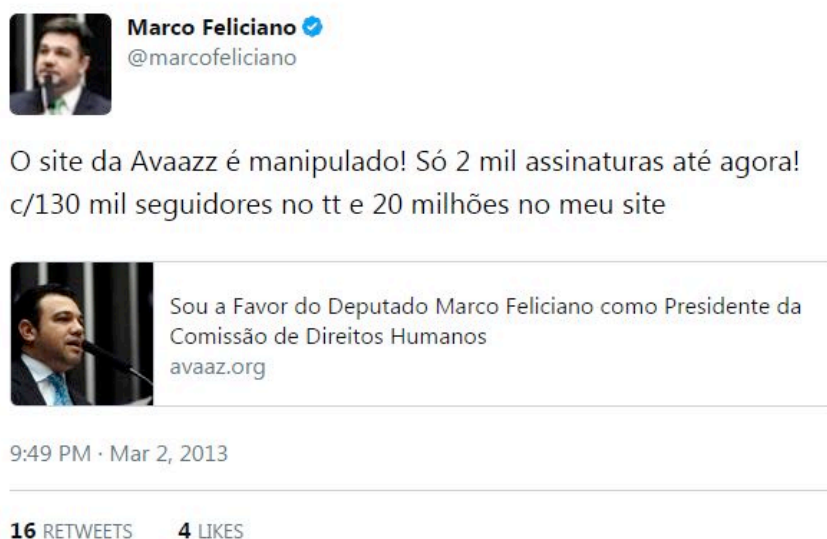 Marco Feliciano
@marcofeliciano
O site da Avaazz é manipulado! Só 2 mil assinaturas até agora!
c/130 mil seguidores no tt e 20 milhões no meu site
Sou a Favor do Deputado Marco Feliciano como Presidente da
Comissão de Direitos Humanos
avaaz.org
9:49 PM · Mar 2, 2013
16 RETWEETS 4 LIKES